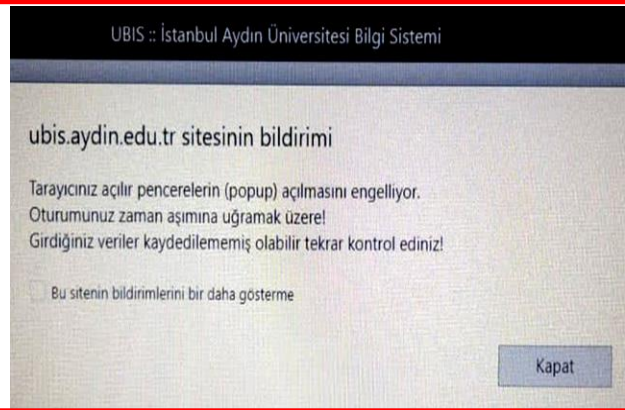 UBIS :: İstanbul Aydın Üniversitesi Bilgi Sistemi
ubis.aydin.edu.tr sitesinin bildirimi
Tarayıcınız açılır pencerelerin (popup) açılmasını engelliyor.
Oturumunuz zaman aşımına uğramak üzere!
Girdiğiniz veriler kaydedilememiş olabilir tekrar kontrol ediniz!
Bu sitenin bildirimlerini bir daha gösterme
Kapat